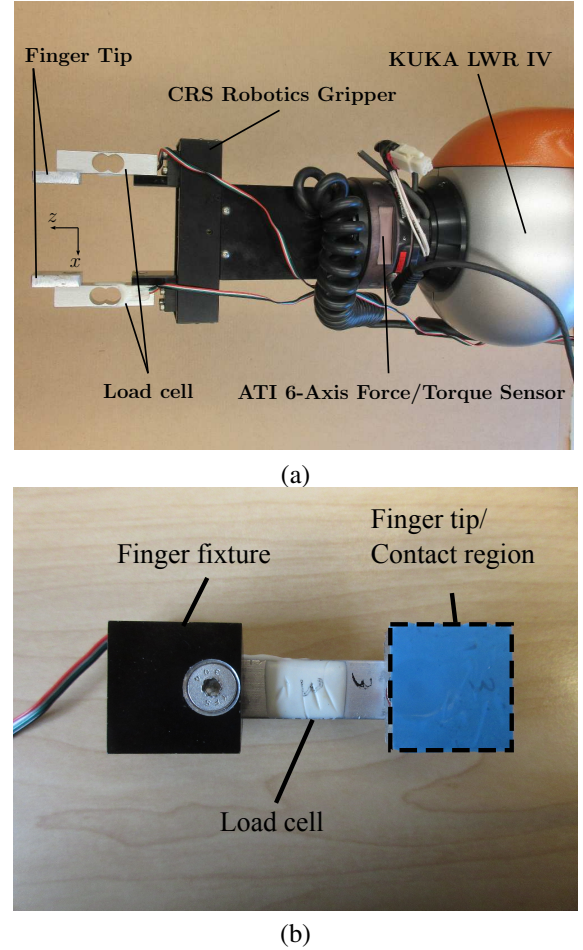 Finger Tip
KUKA LWR IV
CRS Robotics Gripper
z
x
Load cell
ATI 6-Axis Force/Torque Sensor
(a)
Finger tip/
Contact region
Finger fixture
Load cell
(b)